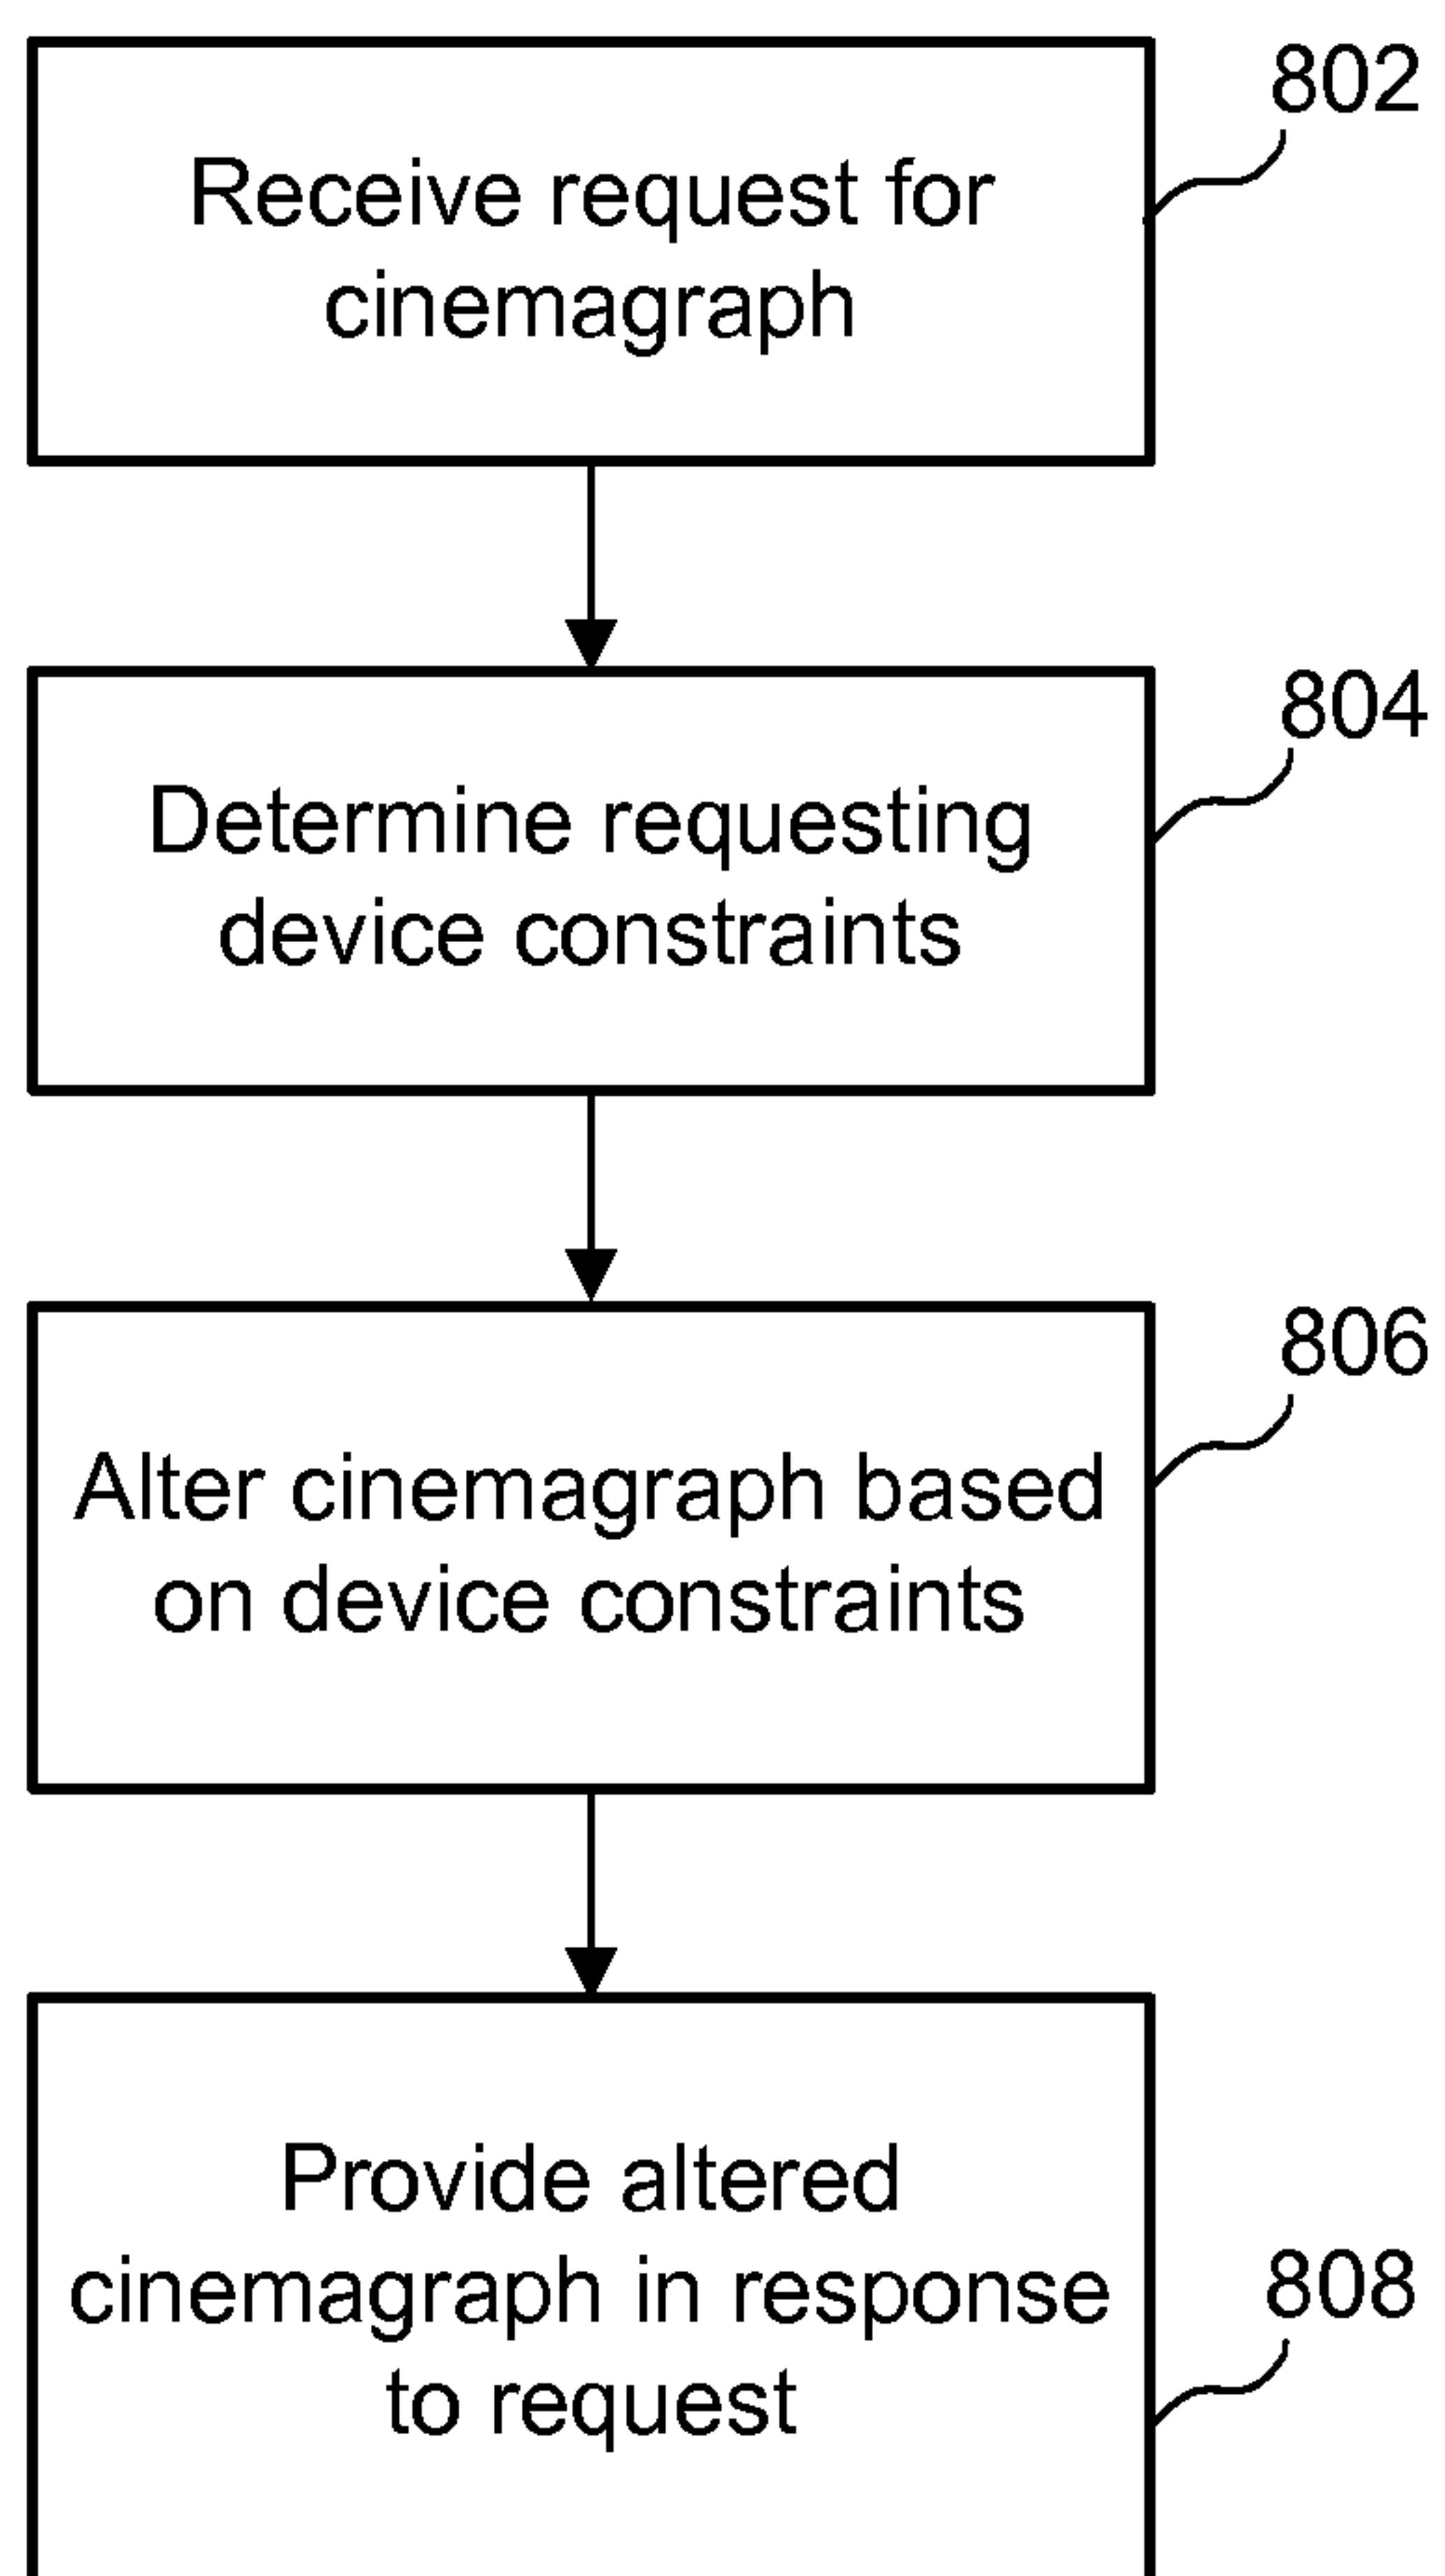 802
Receive request for
cinemagraph
804
Determine requesting
device constraints
806
Alter cinemagraph based
on device constraints
Provide altered
cinemagraph in response
808
to request